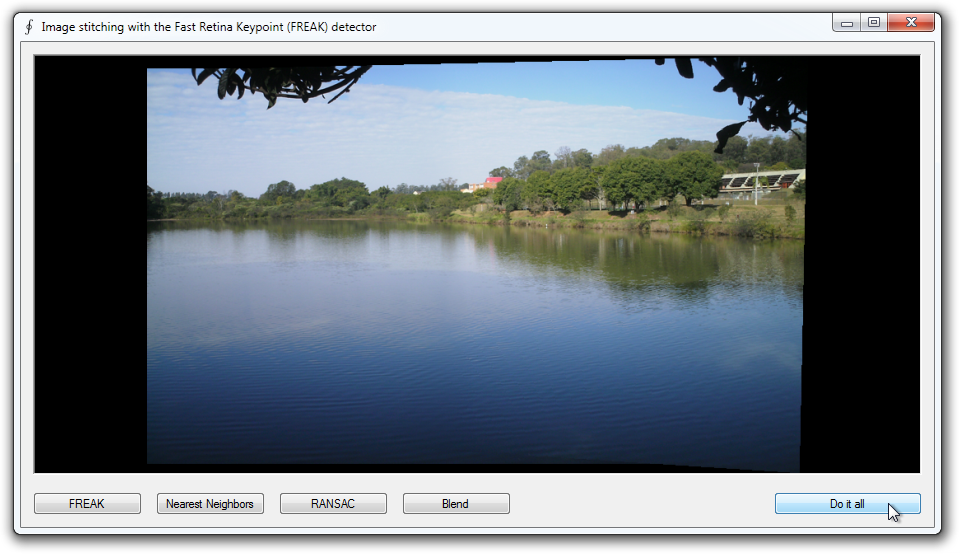 Image stitching with the Fast Retina Keypoint (FREAK) detector
FREAK
Nearest Neighbors
RANSAC
Blend
Do it all